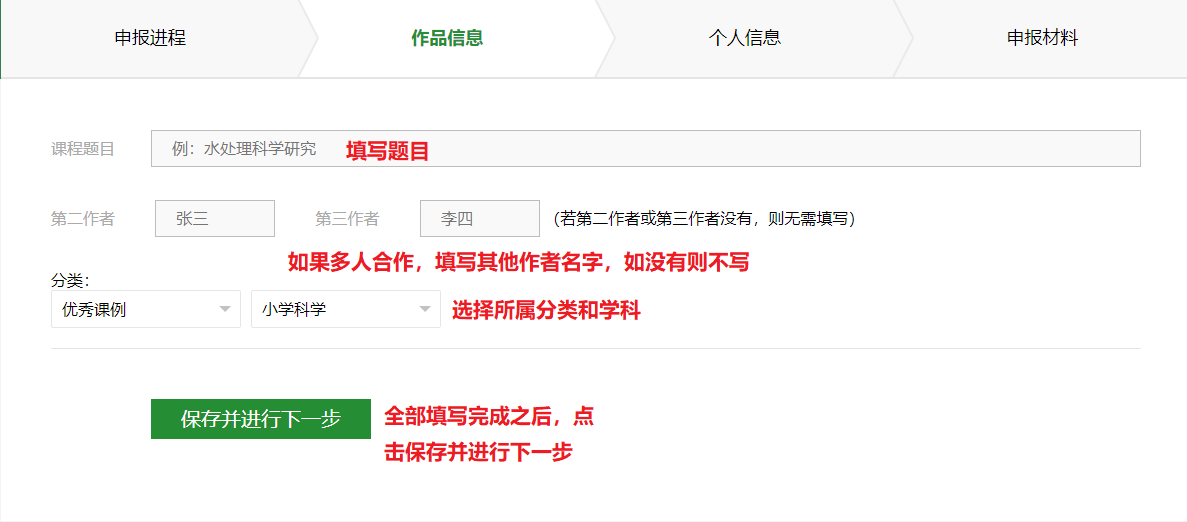 申报进程 作品信息 个人信息 申报材料
课程题目 例：水处理科学研究 填写题目
第二作者 张三 第三作者 李四 （若第二作者或第三作者没有，则无需填写）
如果多人合作，填写其他作者名字，如没有则不写
分类：
优秀课例 小学科学 选择所属分类和学科
保存并进行下一步 全部填写完成之后，点
击保存并进行下一步